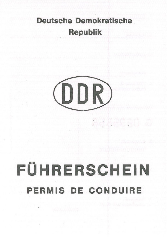 Deutsche Demokratische
Republik
DDR
FÜHRERSCHEIN
PERMIS DE CONDUIRE